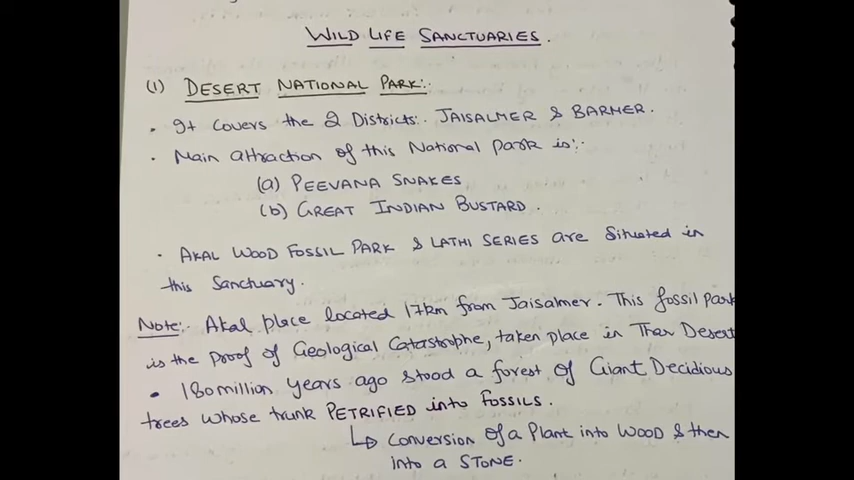 WILD LIFE SANCTUARIES.
(1) DESERT NATIONAL PARK:.
• It covers the 2 Districts: JAISALMER & BARMER.
• Main attraction of this National park is:.
(a) PEEVANA SNAKES
(b) GREAT INDIAN BUSTARD.
• AKAL WOOD FOSSIL PARK & LATHI SERIES are Situated in
this Sanctuary.
Note:. Akal place located 17km from Jaisalmer. This fossil Park
is the proof of Geological Catastrophe, taken place in Thar Desert
• 180 million years ago stood a forest of Giant Decidious
trees whose trunk PETRIFIED into FOSSILS.
↳ Conversion of a Plant into WOOD & then
into a STONE.